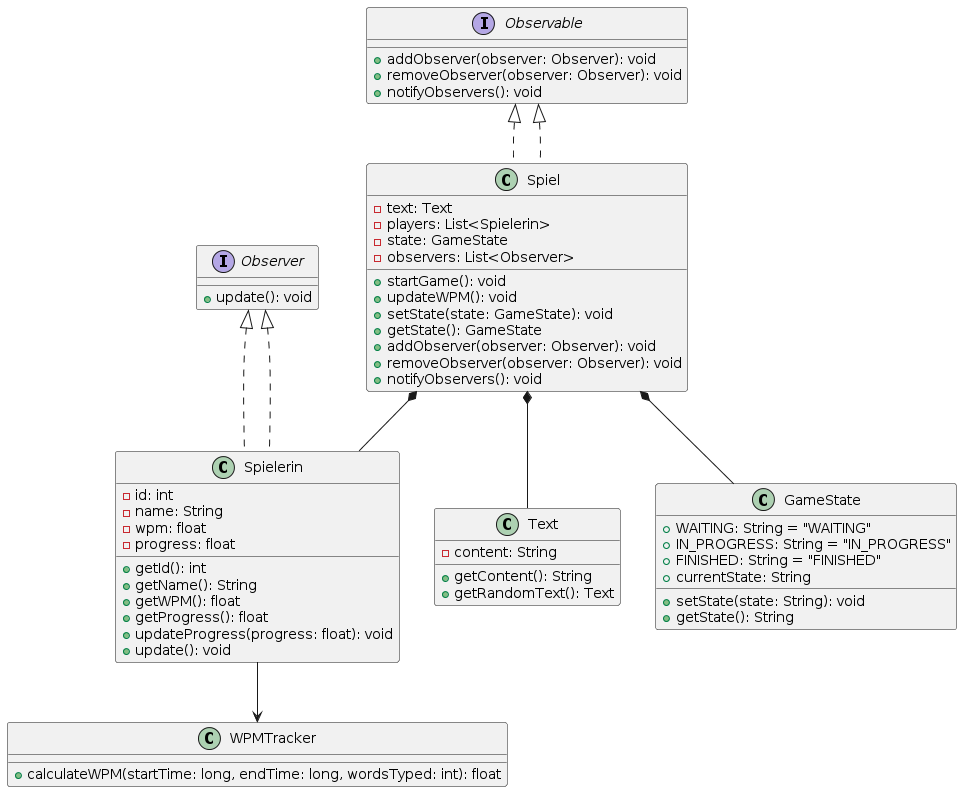 I Observable
+addObserver(observer: Observer): void
+removeObserver(observer: Observer): void
+notifyObservers(): void
C Spiel
text: Text
players: List<Spielerin>
state: GameState
observers: List<Observer>
startGame(): void
updateWPM(): void
setState(state: GameState): void
getState(): GameState
addObserver(observer: Observer): void
removeObserver(observer: Observer): void
notifyObservers(): void
I Observer
update(): void
C Spielerin
id: int
name: String
wpm: float
progress: float
getId(): int
getName(): String
getWPM(): float
getProgress(): float
updateProgress(progress: float): void
update(): void
C Text
content: String
getContent(): String
getRandomText(): Text
C GameState
WAITING: String = "WAITING"
IN_PROGRESS: String = "IN_PROGRESS"
FINISHED: String = "FINISHED"
currentState: String
setState(state: String): void
getState(): String
C WPMTracker
calculateWPM(startTime: long, endTime: long, wordsTyped: int): float